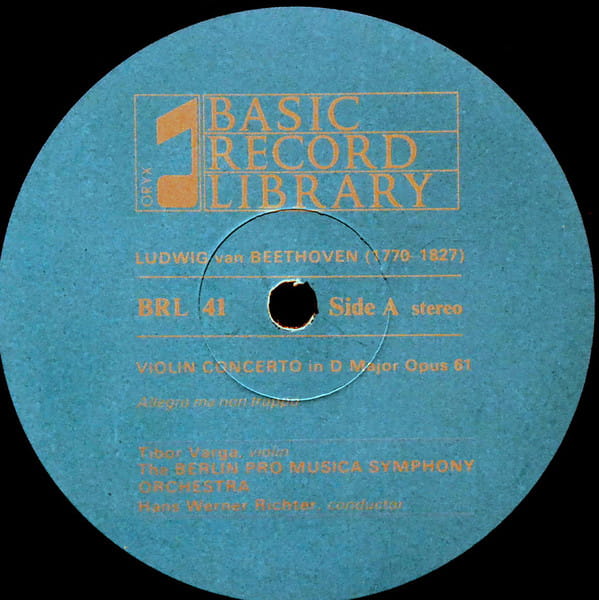 ORYX
BASIC
RECORD
LIBRARY
LUDWIG van BEETHOVEN (1770-1827)
BRL 41 Side A stereo
VIOLIN CONCERTO in D Major Opus 61
Allegro ma non troppo
Tibor Varga, violin
The BERLIN PRO MUSICA SYMPHONY
ORCHESTRA
Hans Werner Richter, conductor